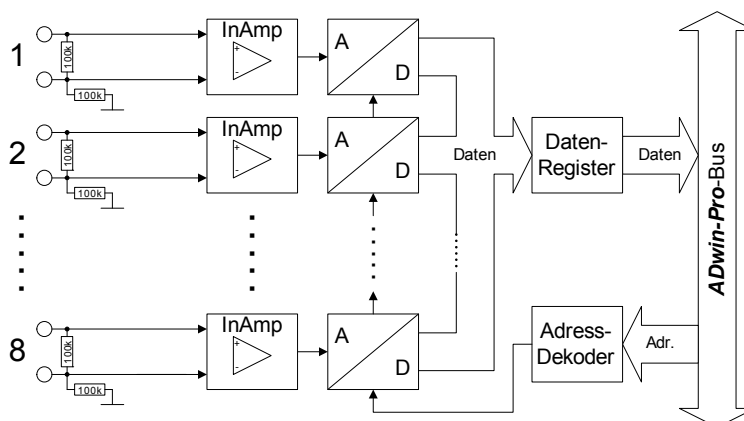 1
100k
100k
InAmp
+
-
A
D
2
100k
100k
InAmp
+
-
A
D
Daten
Daten-
Register
Daten
ADwin-Pro-Bus
8
100k
100k
InAmp
+
-
A
D
Adress-
Dekoder
Adr.